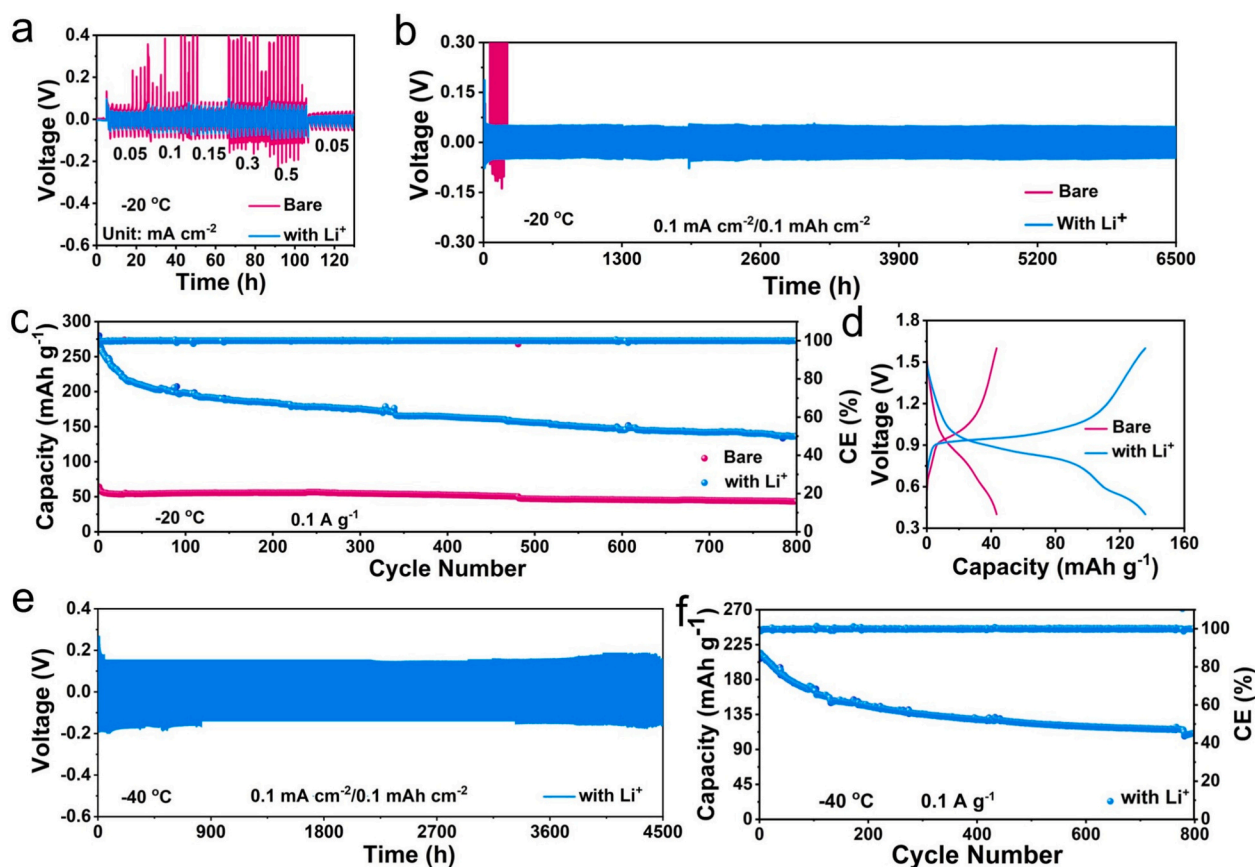 a
Voltage (V)
0.4
0.2
0.0
-0.2
-0.4
-0.6
0.05
0.1
0.15
0.3
0.5
0.05
-20 °C
Unit: mA cm⁻²
Bare
with Li⁺
0 20 40 60 80 100 120
Time (h)
b
Voltage (V)
0.30
0.15
0.00
-0.15
-0.30
-20 °C
0.1 mA cm⁻²/0.1 mAh cm⁻²
Bare
With Li⁺
0 1300 2600 3900 5200 6500
Time (h)
c
Capacity (mAh g⁻¹)
300
250
200
150
100
50
0
CE (%)
100
80
60
40
20
0
Bare
with Li⁺
-20 °C
0.1 A g⁻¹
0 100 200 300 400 500 600 700 800
Cycle Number
d
Voltage (V)
1.8
1.5
1.2
0.9
0.6
0.3
Bare
with Li⁺
0 40 80 120 160
Capacity (mAh g⁻¹)
e
Voltage (V)
0.4
0.2
0.0
-0.2
-0.4
-0.6
-40 °C
0.1 mA cm⁻²/0.1 mAh cm⁻²
with Li⁺
0 900 1800 2700 3600 4500
Time (h)
f
Capacity (mAh g⁻¹)
270
225
180
135
90
45
0
CE (%)
100
80
60
40
20
0
-40 °C
0.1 A g⁻¹
with Li⁺
0 200 400 600 800
Cycle Number